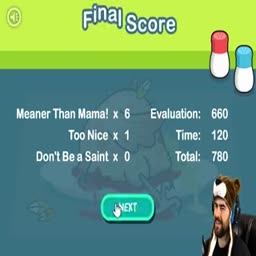 Final Score
Meaner Than Mama! x 6 Evaluation: 660
Too Nice x 1 Time: 120
Don't Be a Saint x 0 Total: 780
NEXT